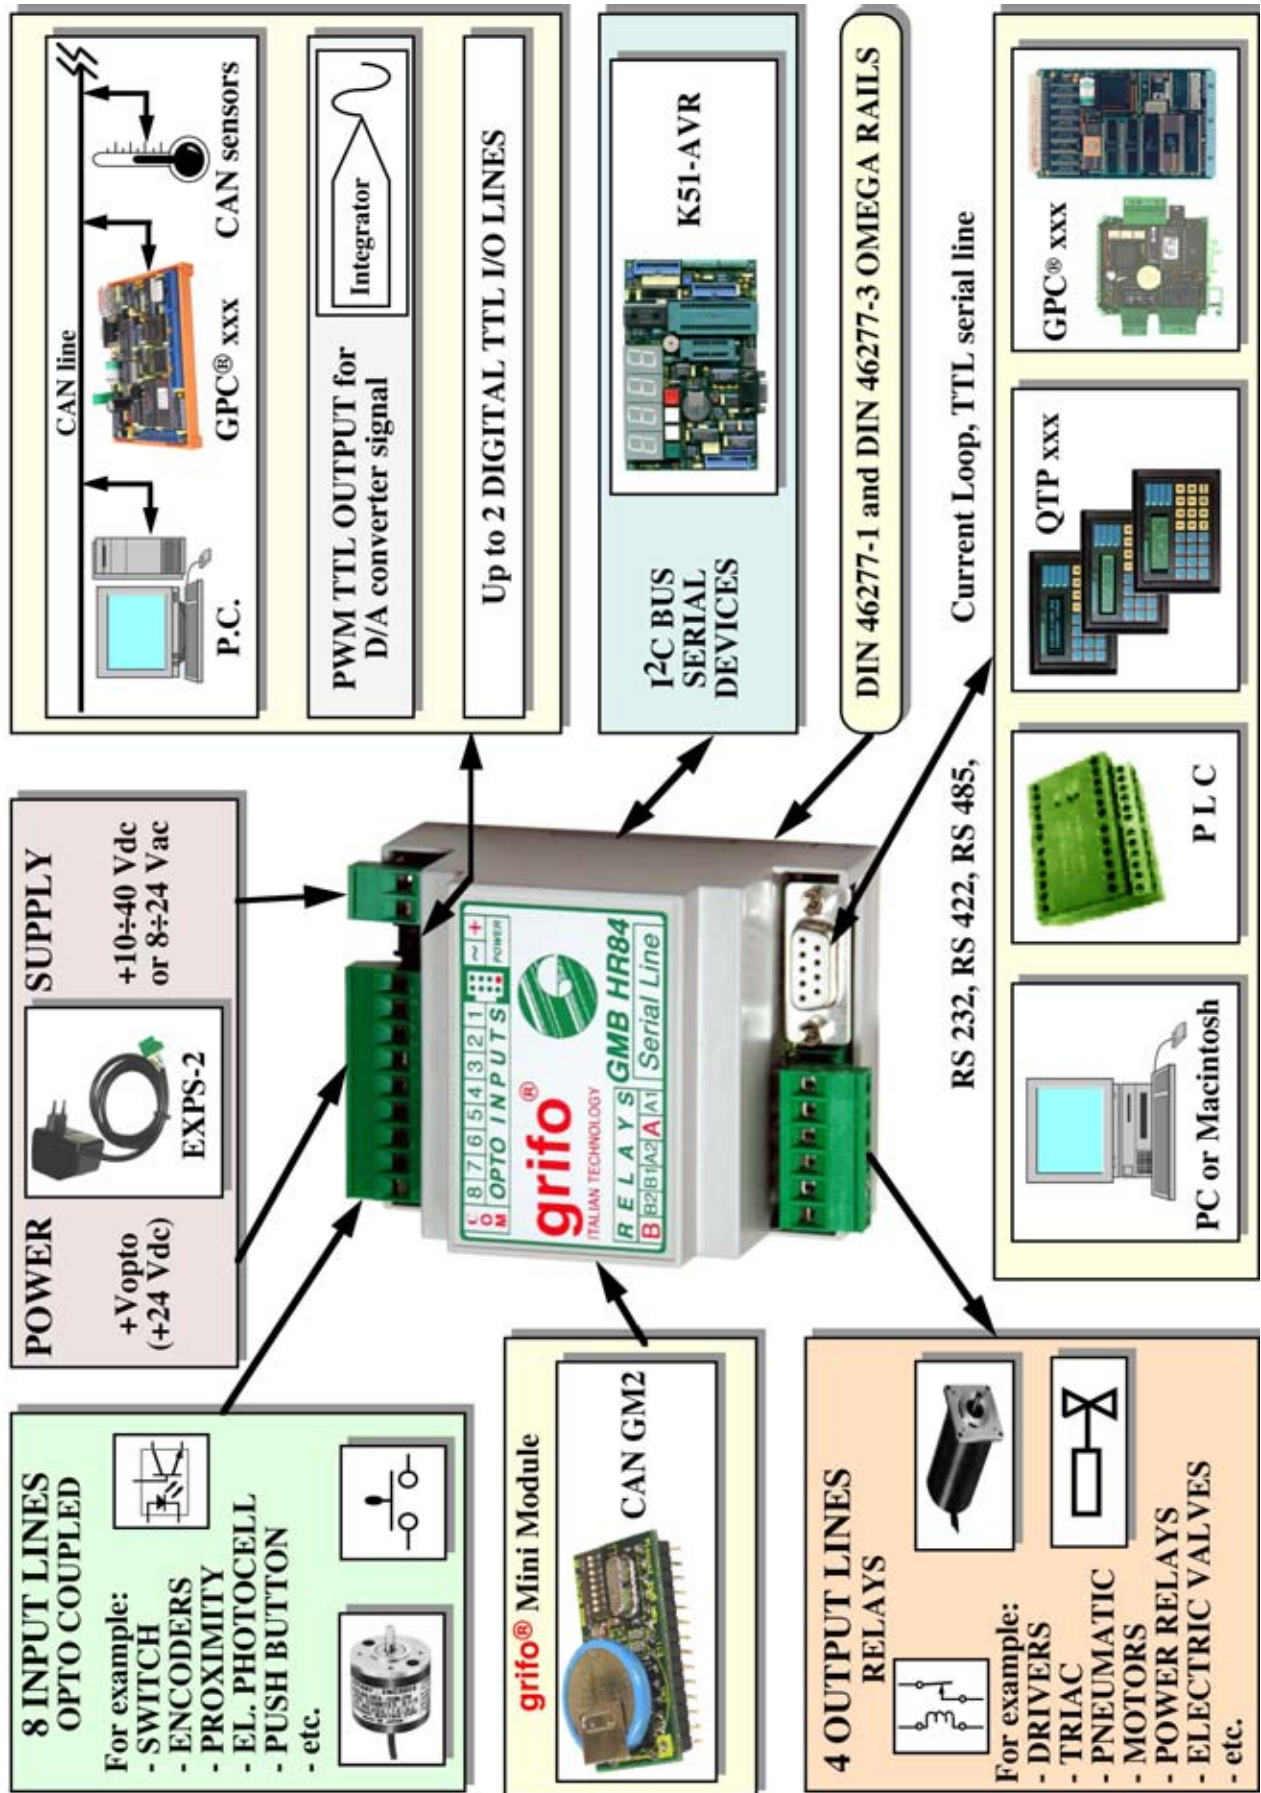 8 INPUT LINES
OPTO COUPLED
For example:
- SWITCH
- ENCODERS
- PROXIMITY
- EL. PHOTOCELL
- PUSH BUTTON
- etc.
POWER
SUPPLY
+Vopto
(+24 Vdc)
EXPS-2
+10÷40 Vdc
or 8÷24 Vac
CAN line
P.C.
GPC® xxx
CAN sensors
PWM TTL OUTPUT for
D/A converter signal
Integrator
Up to 2 DIGITAL TTL I/O LINES
grifo® Mini Module
CAN GM2
C 8 7 6 5 4 3 2 1 ~ +
O
M OPTO INPUTS POWER
grifo®
ITALIAN TECHNOLOGY
GMB HR84
RELAYS
B B2 B1 A2 A A1
Serial Line
I²C BUS
SERIAL
DEVICES
K51-AVR
DIN 46277-1 and DIN 46277-3 OMEGA RAILS
4 OUTPUT LINES
RELAYS
For example:
- DRIVERS
- TRIAC
- PNEUMATIC
- MOTORS
- POWER RELAYS
- ELECTRIC VALVES
- etc.
RS 232, RS 422, RS 485,
Current Loop, TTL serial line
PC or Macintosh
P L C
QTP xxx
GPC® xxx